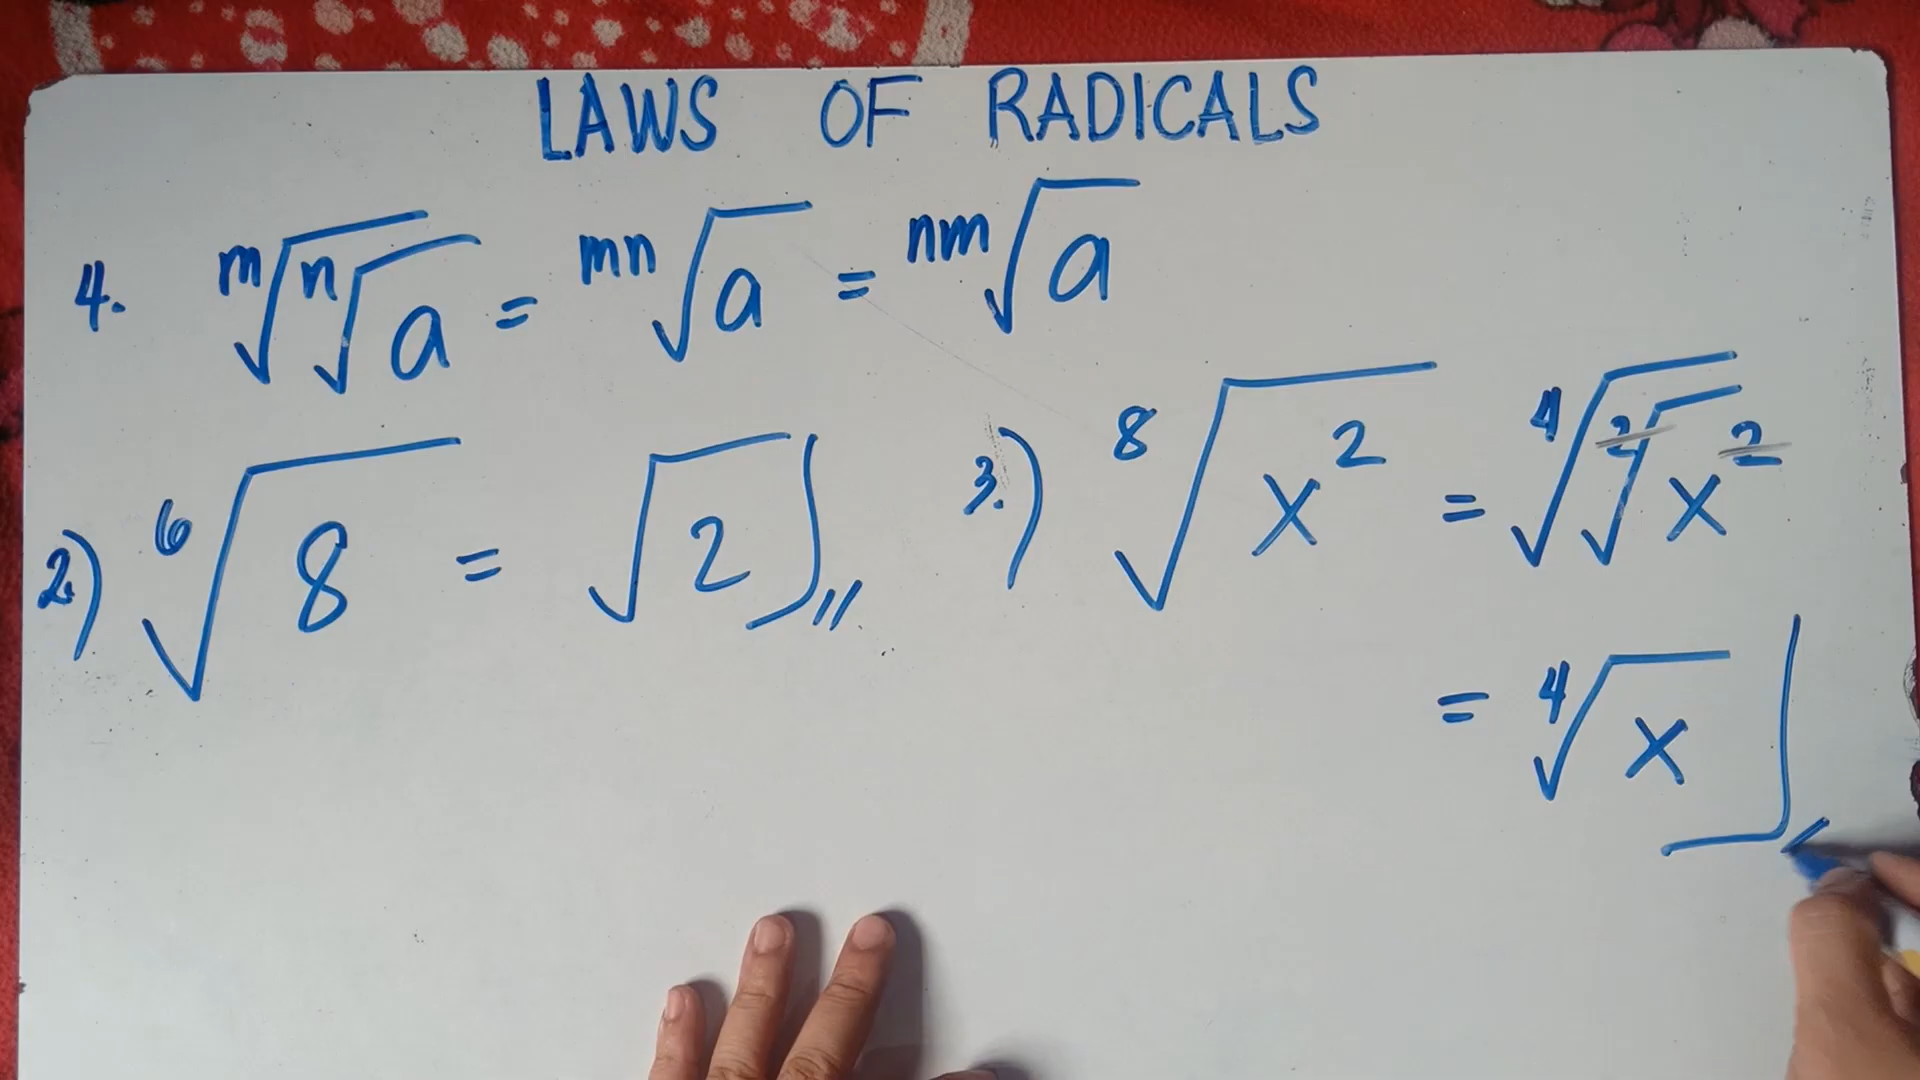 LAWS OF RADICALS
4. ᵐ√ⁿ√a = ᵐⁿ√a = ⁿᵐ√a
2.) ⁶√8 = √2
3.) ⁸√x² = ⁴√²√x²
= ⁴√x